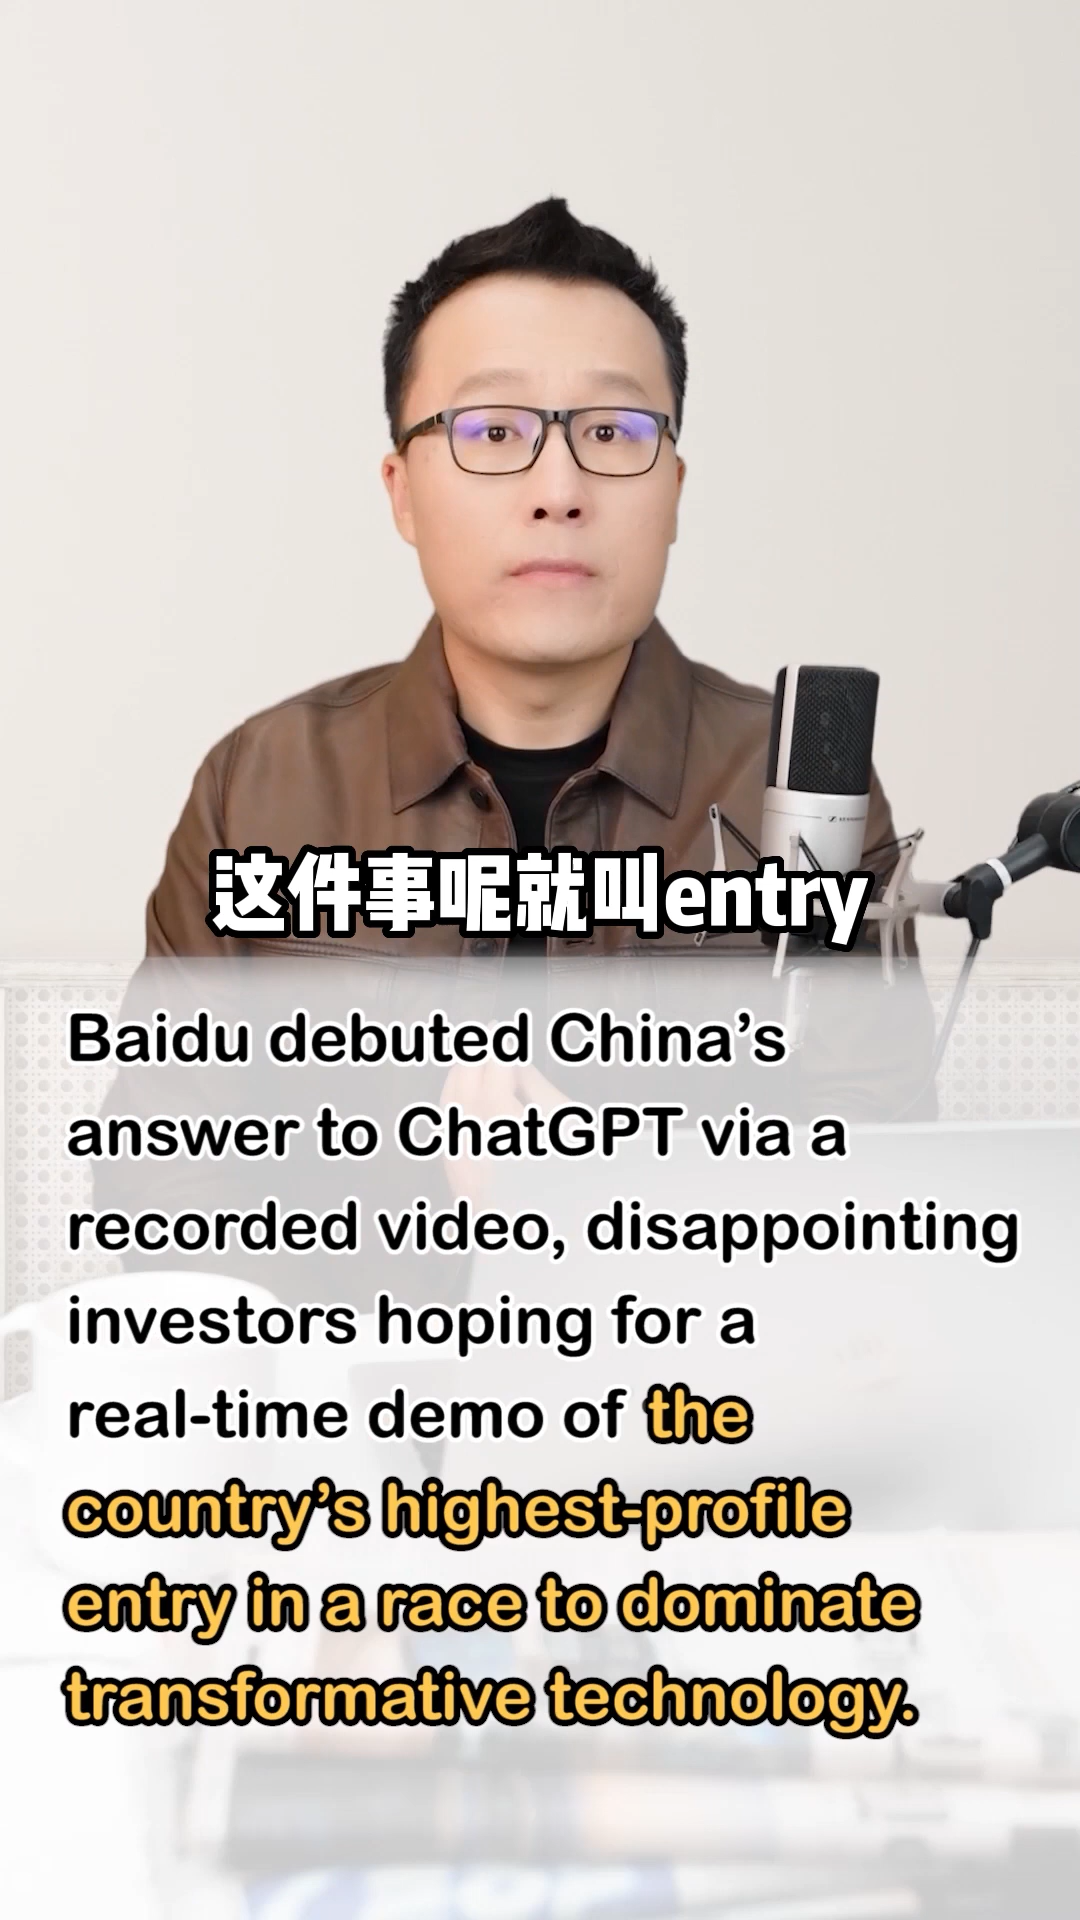 这件事呢就叫entry
Baidu debuted China’s
answer to ChatGPT via a
recorded video, disappointing
investors hoping for a
real-time demo of the
country’s highest-profile
entry in a race to dominate
transformative technology.